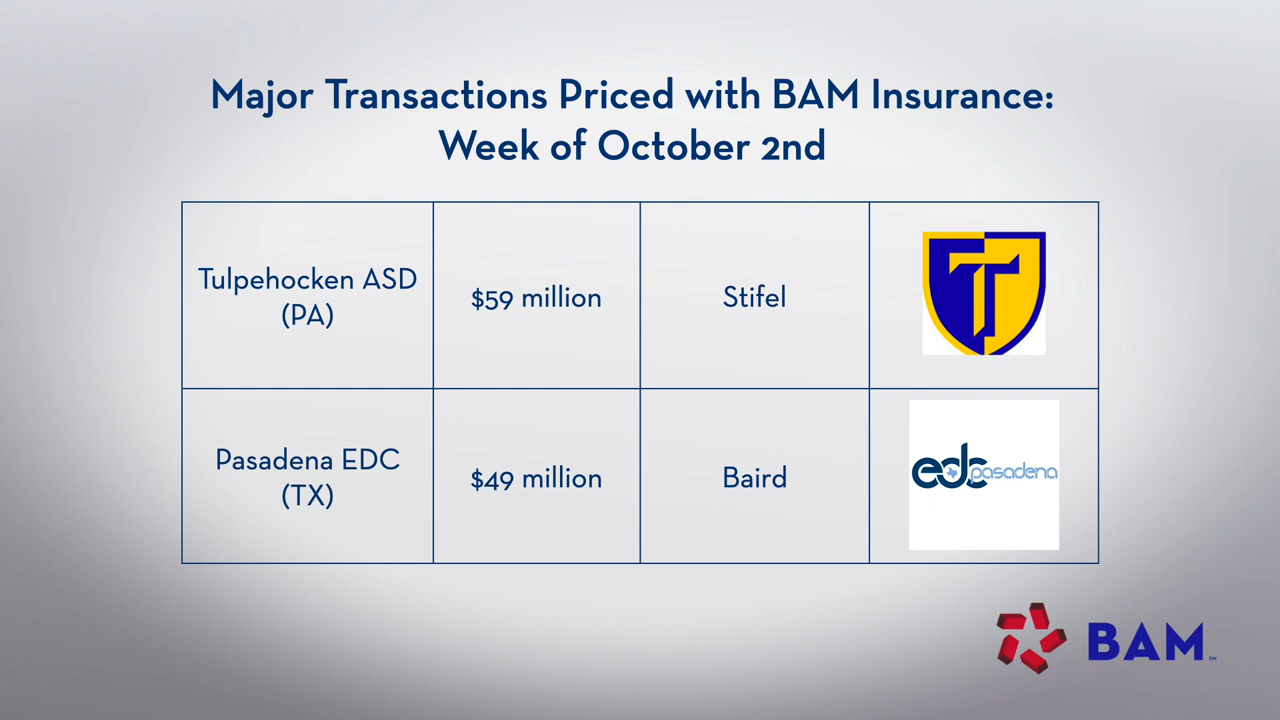 Major Transactions Priced with BAM Insurance:
Week of October 2nd
Tulpehocken ASD
(PA)
$59 million
Stifel
T
Pasadena EDC
(TX)
$49 million
Baird
edc pasadena
BAM
SM